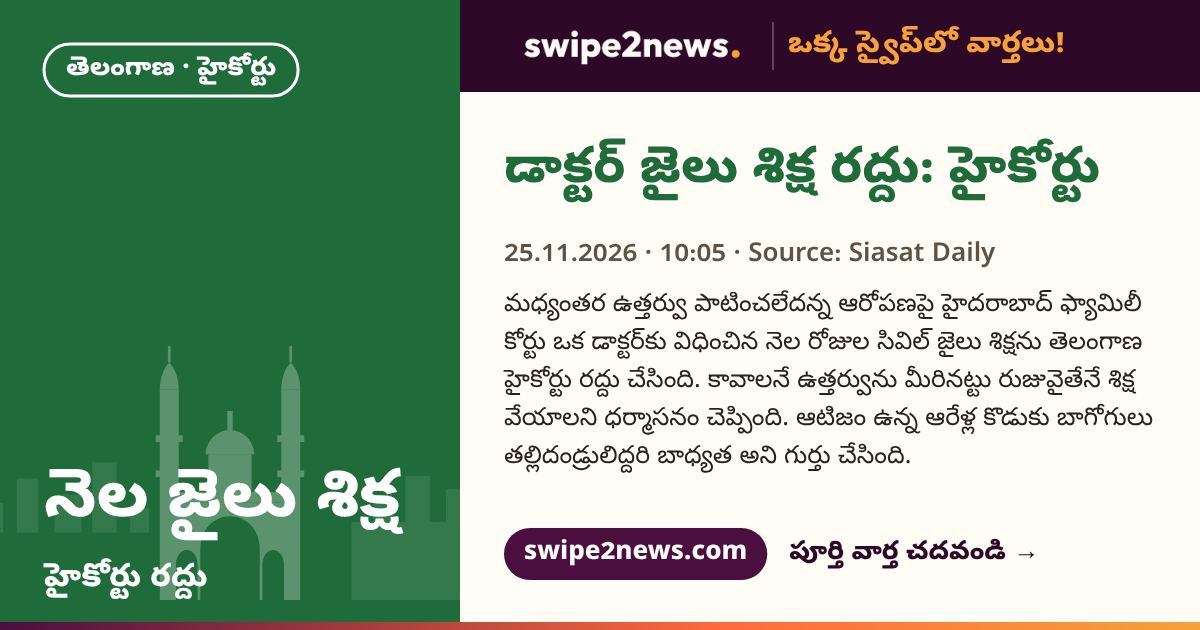 తెలంగాణ · హైకోర్టు
నెల జైలు శిక్ష
హైకోర్టు రద్దు
swipe2news. ఒక్క స్వైప్‌లో వార్తలు!
డాక్టర్ జైలు శిక్ష రద్దు: హైకోర్టు
25.11.2026 · 10:05 · Source: Siasat Daily
మధ్యంతర ఉత్తర్వు పాటించలేదన్న ఆరోపణపై హైదరాబాద్ ఫ్యామిలీ
కోర్టు ఒక డాక్టర్‌కు విధించిన నెల రోజుల సివిల్ జైలు శిక్షను తెలంగాణ
హైకోర్టు రద్దు చేసింది. కావాలనే ఉత్తర్వును మీరినట్టు రుజువైతేనే శిక్ష
వేయాలని ధర్మాసనం చెప్పింది. ఆటిజం ఉన్న ఆరేళ్ల కొడుకు బాగోగులు
తల్లిదండ్రులిద్దరి బాధ్యత అని గుర్తు చేసింది.
swipe2news.com పూర్తి వార్త చదవండి →